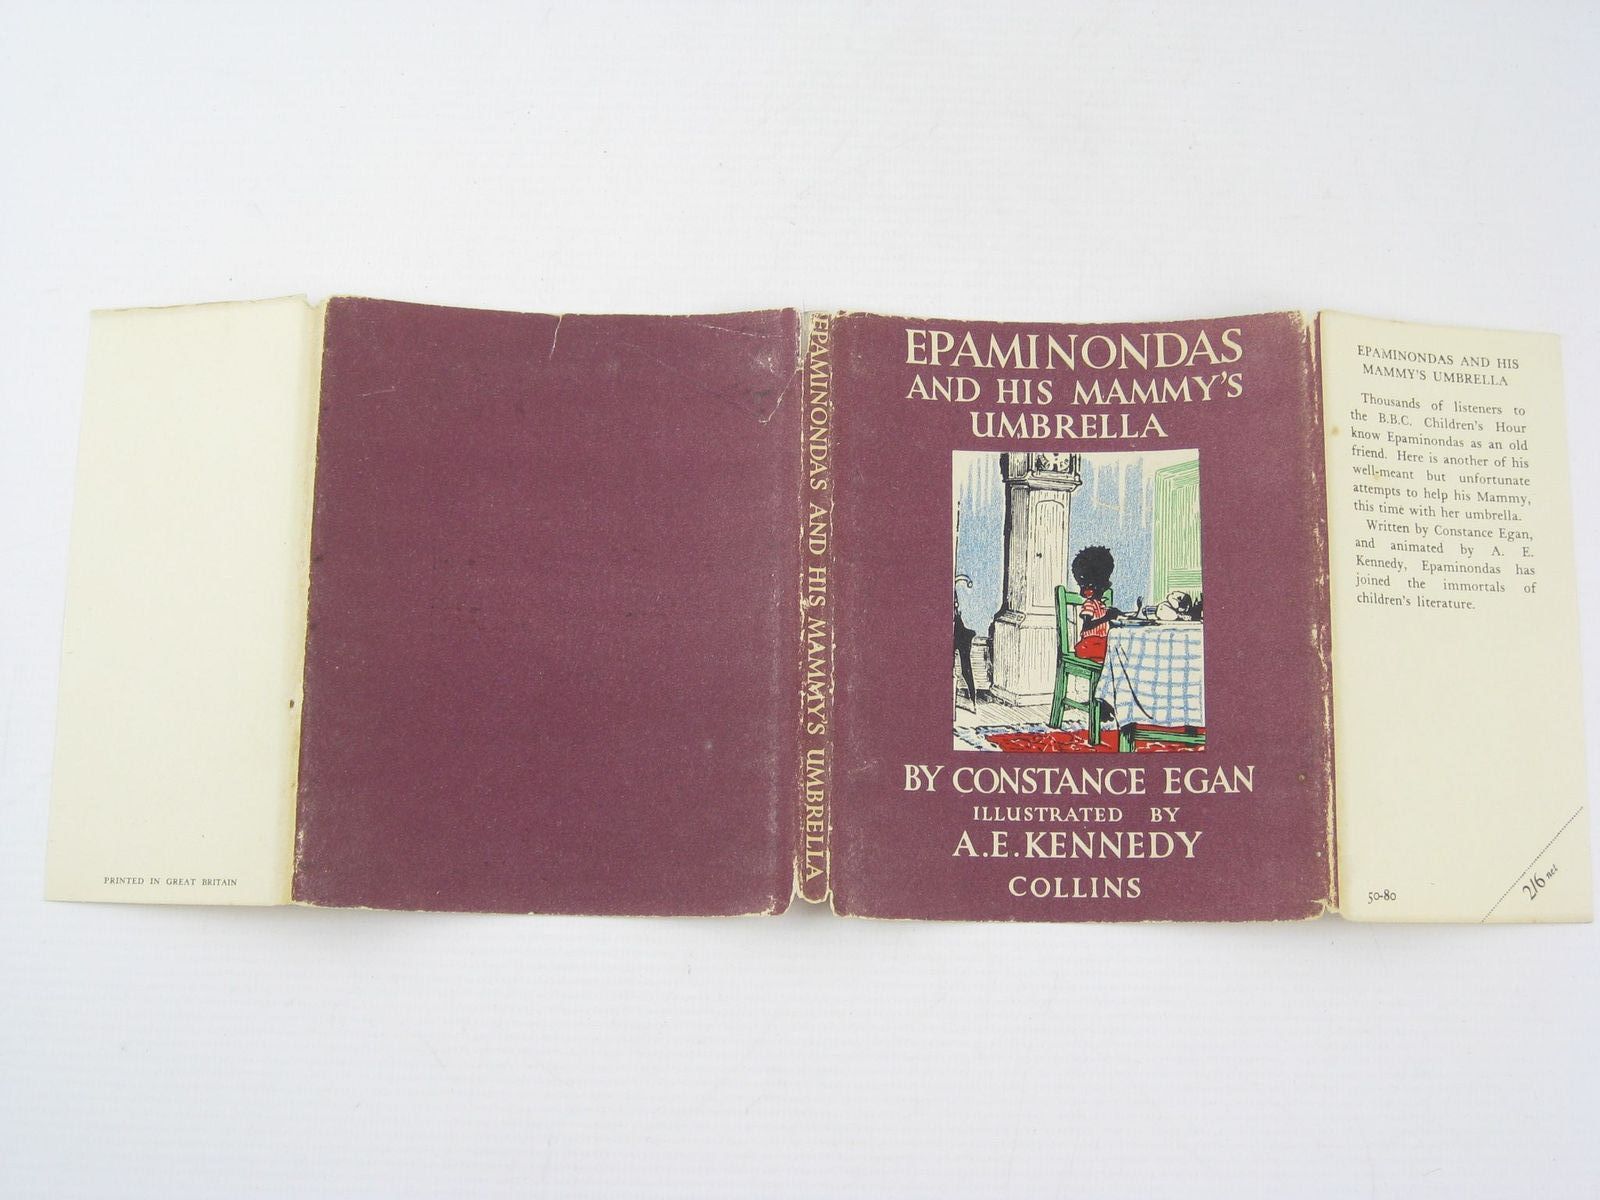 PRINTED IN GREAT BRITAIN
EPAMINONDAS AND HIS MAMMY'S UMBRELLA
EPAMINONDAS
AND HIS MAMMY'S
UMBRELLA
BY CONSTANCE EGAN
ILLUSTRATED BY
A.E.KENNEDY
COLLINS
EPAMINONDAS AND HIS
MAMMY'S UMBRELLA
Thousands of listeners to
the B.B.C. Children's Hour
know Epaminondas as an old
friend. Here is another of his
well-meant but unfortunate
attempts to help his Mammy,
this time with her umbrella.
Written by Constance Egan,
and animated by A. E.
Kennedy, Epaminondas has
joined the immortals of
children's literature.
50-80
2/6 net